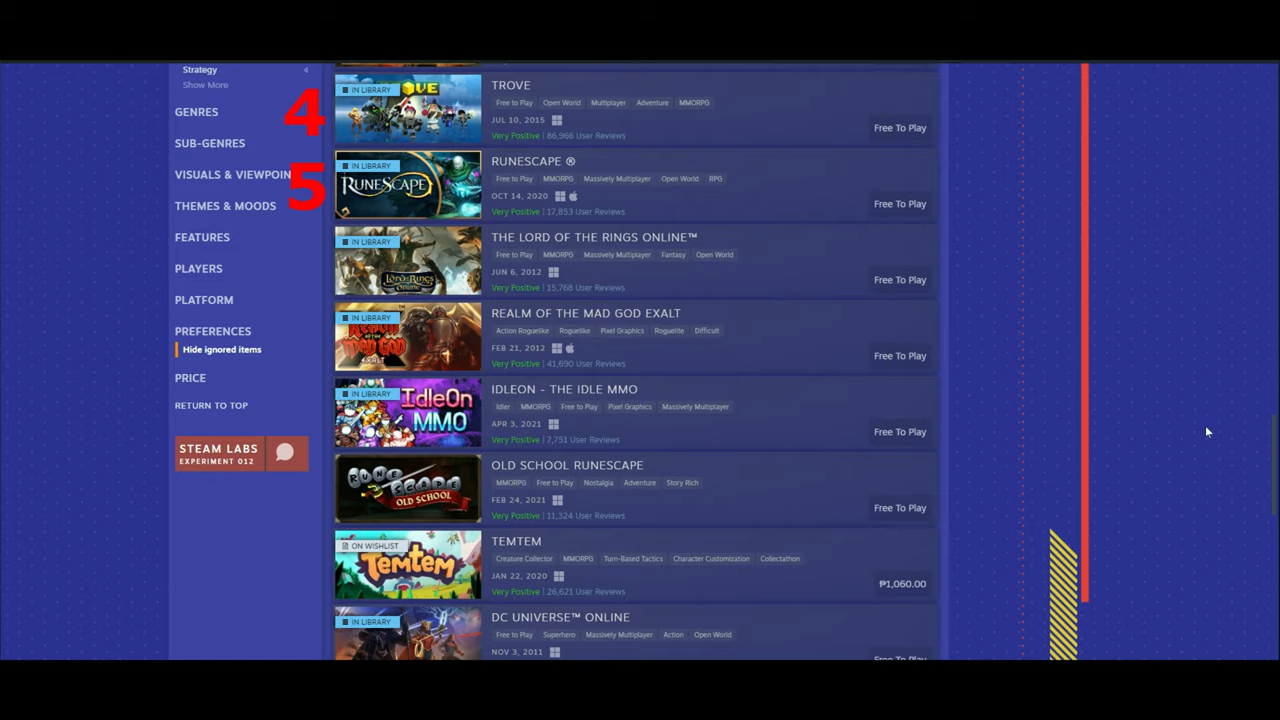 Strategy 4
Show More
GENRES
SUB-GENRES
VISUALS & VIEWPOIN
THEMES & MOODS
FEATURES
PLAYERS
PLATFORM
PREFERENCES
Hide ignored items
PRICE
RETURN TO TOP
STEAM LABS
EXPERIMENT 012
4
5
IN LIBRARY
OVE
TROVE
Free to Play Open World Multiplayer Adventure MMORPG
JUL 10, 2015
Very Positive | 86,966 User Reviews
Free To Play
IN LIBRARY
RUNESCAPE
RUNESCAPE ®
Free to Play MMORPG Massively Multiplayer Open World RPG
OCT 14, 2020
Very Positive | 17,853 User Reviews
Free To Play
IN LIBRARY
THE LORD OF THE RINGS ONLINE™
Free to Play MMORPG Massively Multiplayer Fantasy Open World
JUN 6, 2012
Very Positive | 15,768 User Reviews
Free To Play
IN LIBRARY
REALM OF THE MAD GOD EXALT
Action Roguelike Roguelike Pixel Graphics Roguelite Difficult
FEB 21, 2012
Very Positive | 41,690 User Reviews
Free To Play
IN LIBRARY
IdleOn
MMO
IDLEON - THE IDLE MMO
Idler MMORPG Free to Play Pixel Graphics Massively Multiplayer
APR 3, 2021
Very Positive | 7,751 User Reviews
Free To Play
RUNE
SCAPE
OLD SCHOOL
OLD SCHOOL RUNESCAPE
MMORPG Free to Play Nostalgia Adventure Story Rich
FEB 24, 2021
Very Positive | 11,324 User Reviews
Free To Play
ON WISHLIST
Temtem
TEMTEM
Creature Collector MMORPG Turn-Based Tactics Character Customization Collectathon
JAN 22, 2020
Very Positive | 26,621 User Reviews
₱1,060.00
IN LIBRARY
DC UNIVERSE™ ONLINE
Free to Play Superhero Massively Multiplayer Action Open World
NOV 3, 2011
Free To Play